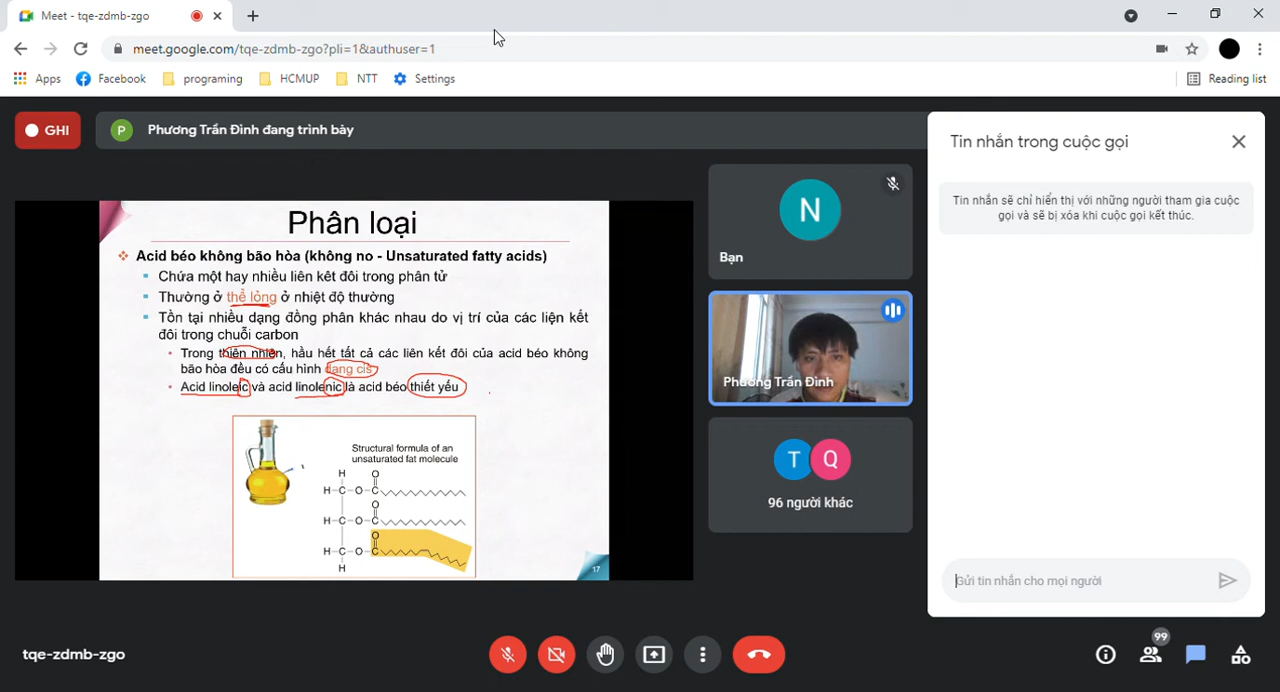 Meet - tqe-zdmb-zgo
meet.google.com/tqe-zdmb-zgo?pli=1&authuser=1
Apps Facebook programing HCMUP NTT Settings Reading list
GHI
P Phương Trần Đình đang trình bày
Phân loại
Acid béo không bão hòa (không no - Unsaturated fatty acids)
Chứa một hay nhiều liên kêt đôi trong phân tử
Thường ở thể lỏng ở nhiệt độ thường
Tồn tại nhiều dạng đồng phân khác nhau do vị trí của các liện kết
đôi trong chuỗi carbon
Trong thiên nhiên, hầu hết tất cả các liên kết đôi của acid béo không
bão hòa đều có cấu hình dạng cis
Acid linoleic và acid linolenic là acid béo thiết yếu
Structural formula of an
unsaturated fat molecule
H O
H-C-O-C
O
H-C-O-C
O
H-C-O-C
H
17
N
Bạn
Phương Trần Đình
T Q
96 người khác
Tin nhắn trong cuộc gọi
Tin nhắn sẽ chỉ hiển thị với những người tham gia cuộc
gọi và sẽ bị xóa khi cuộc gọi kết thúc.
Gửi tin nhắn cho mọi người
tqe-zdmb-zgo
99